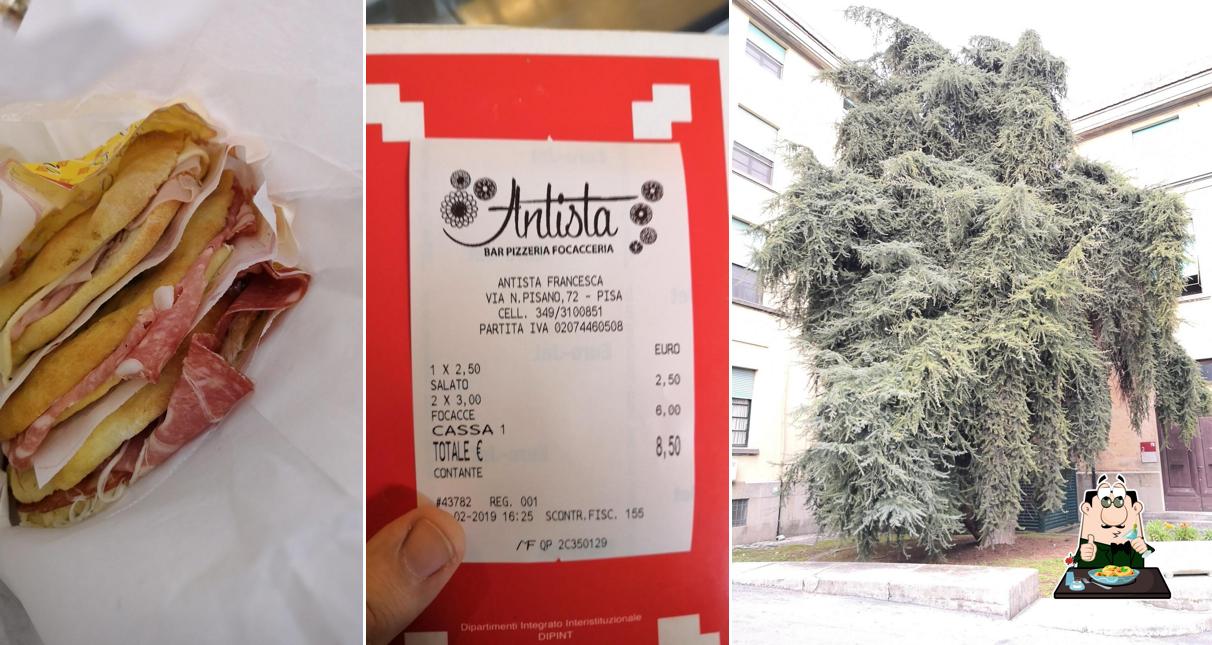 Antista
BAR PIZZERIA FOCACCERIA
ANTISTA FRANCESCA
VIA N.PISANO,72 - PISA
CELL. 349/3100851
PARTITA IVA 02074460508
EURO
1 X 2,50
SALATO 2,50
2 X 3,00
FOCACCE 6,00
CASSA 1
TOTALE € 8,50
CONTANTE
#43782 REG. 001
02-2019 16:25 SCONTR.FISC. 155
QP 2C350129
Dipartimenti Integrato Interistituzionale
DIPINT